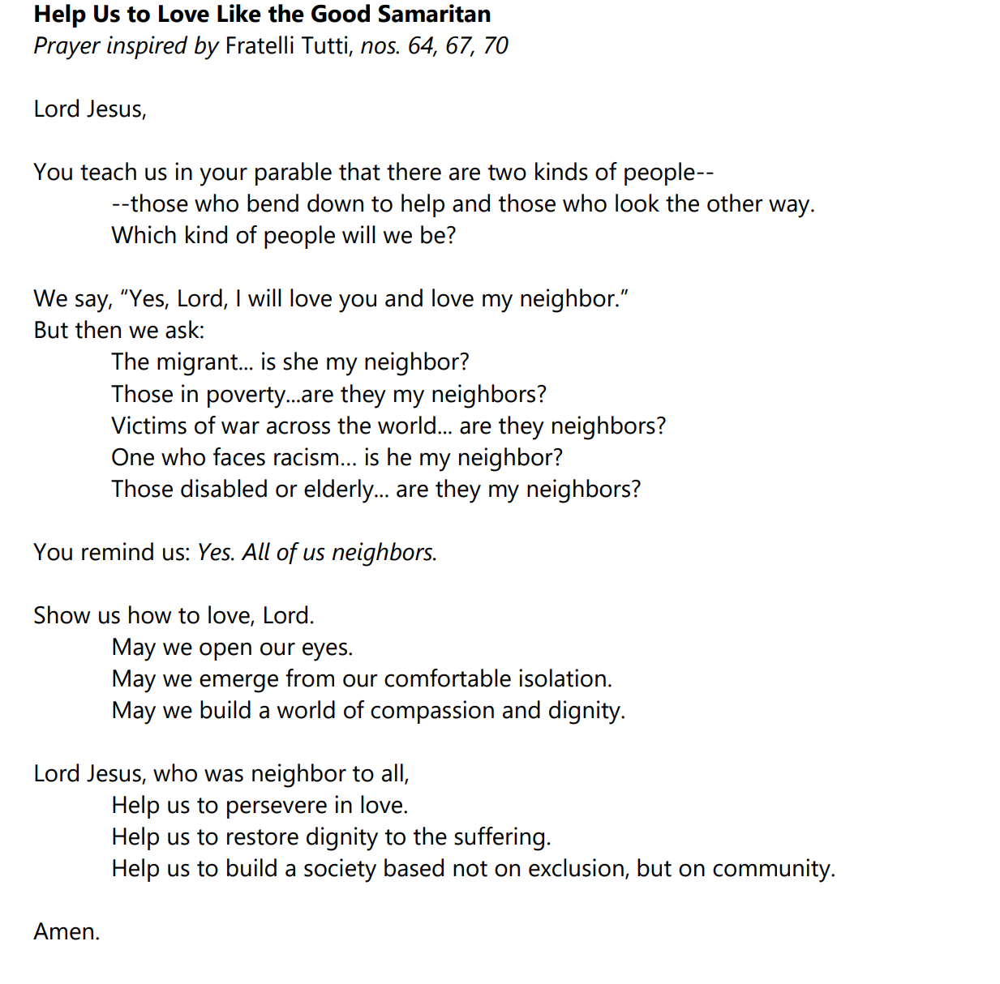 Help Us to Love Like the Good Samaritan
Prayer inspired by Fratelli Tutti, nos. 64, 67, 70
Lord Jesus,
You teach us in your parable that there are two kinds of people--
--those who bend down to help and those who look the other way.
Which kind of people will we be?
We say, “Yes, Lord, I will love you and love my neighbor.”
But then we ask:
The migrant... is she my neighbor?
Those in poverty...are they my neighbors?
Victims of war across the world... are they neighbors?
One who faces racism... is he my neighbor?
Those disabled or elderly... are they my neighbors?
You remind us: Yes. All of us neighbors.
Show us how to love, Lord.
May we open our eyes.
May we emerge from our comfortable isolation.
May we build a world of compassion and dignity.
Lord Jesus, who was neighbor to all,
Help us to persevere in love.
Help us to restore dignity to the suffering.
Help us to build a society based not on exclusion, but on community.
Amen.